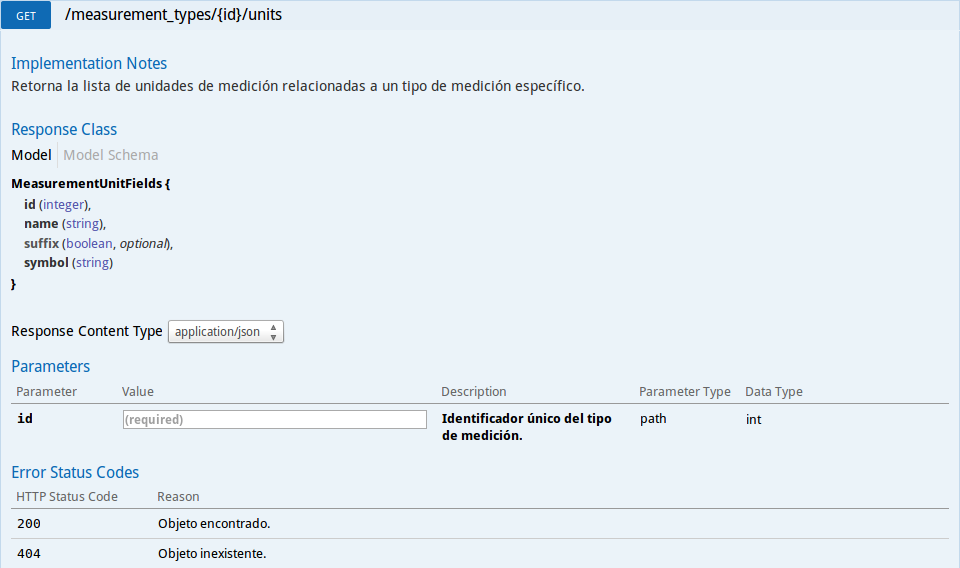 GET /measurement_types/{id}/units
Implementation Notes
Retorna la lista de unidades de medición relacionadas a un tipo de medición específico.
Response Class
Model Model Schema
MeasurementUnitFields {
id (integer),
name (string),
suffix (boolean, optional),
symbol (string)
}
Response Content Type application/json
Parameters
Parameter Value Description Parameter Type Data Type
id (required) Identificador único del tipo path int
de medición.
Error Status Codes
HTTP Status Code Reason
200 Objeto encontrado.
404 Objeto inexistente.